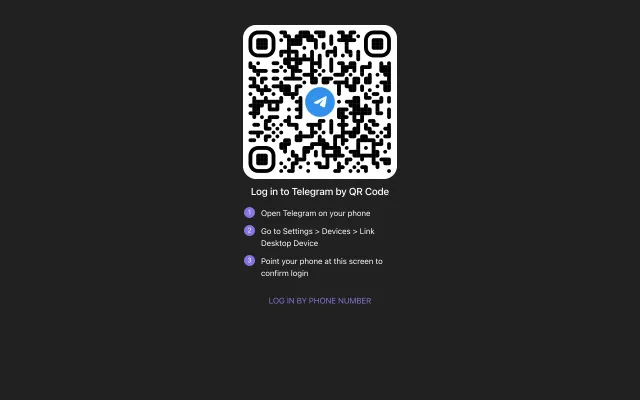 Log in to Telegram by QR Code
1 Open Telegram on your phone
2 Go to Settings > Devices > Link
Desktop Device
3 Point your phone at this screen to
confirm login
LOG IN BY PHONE NUMBER